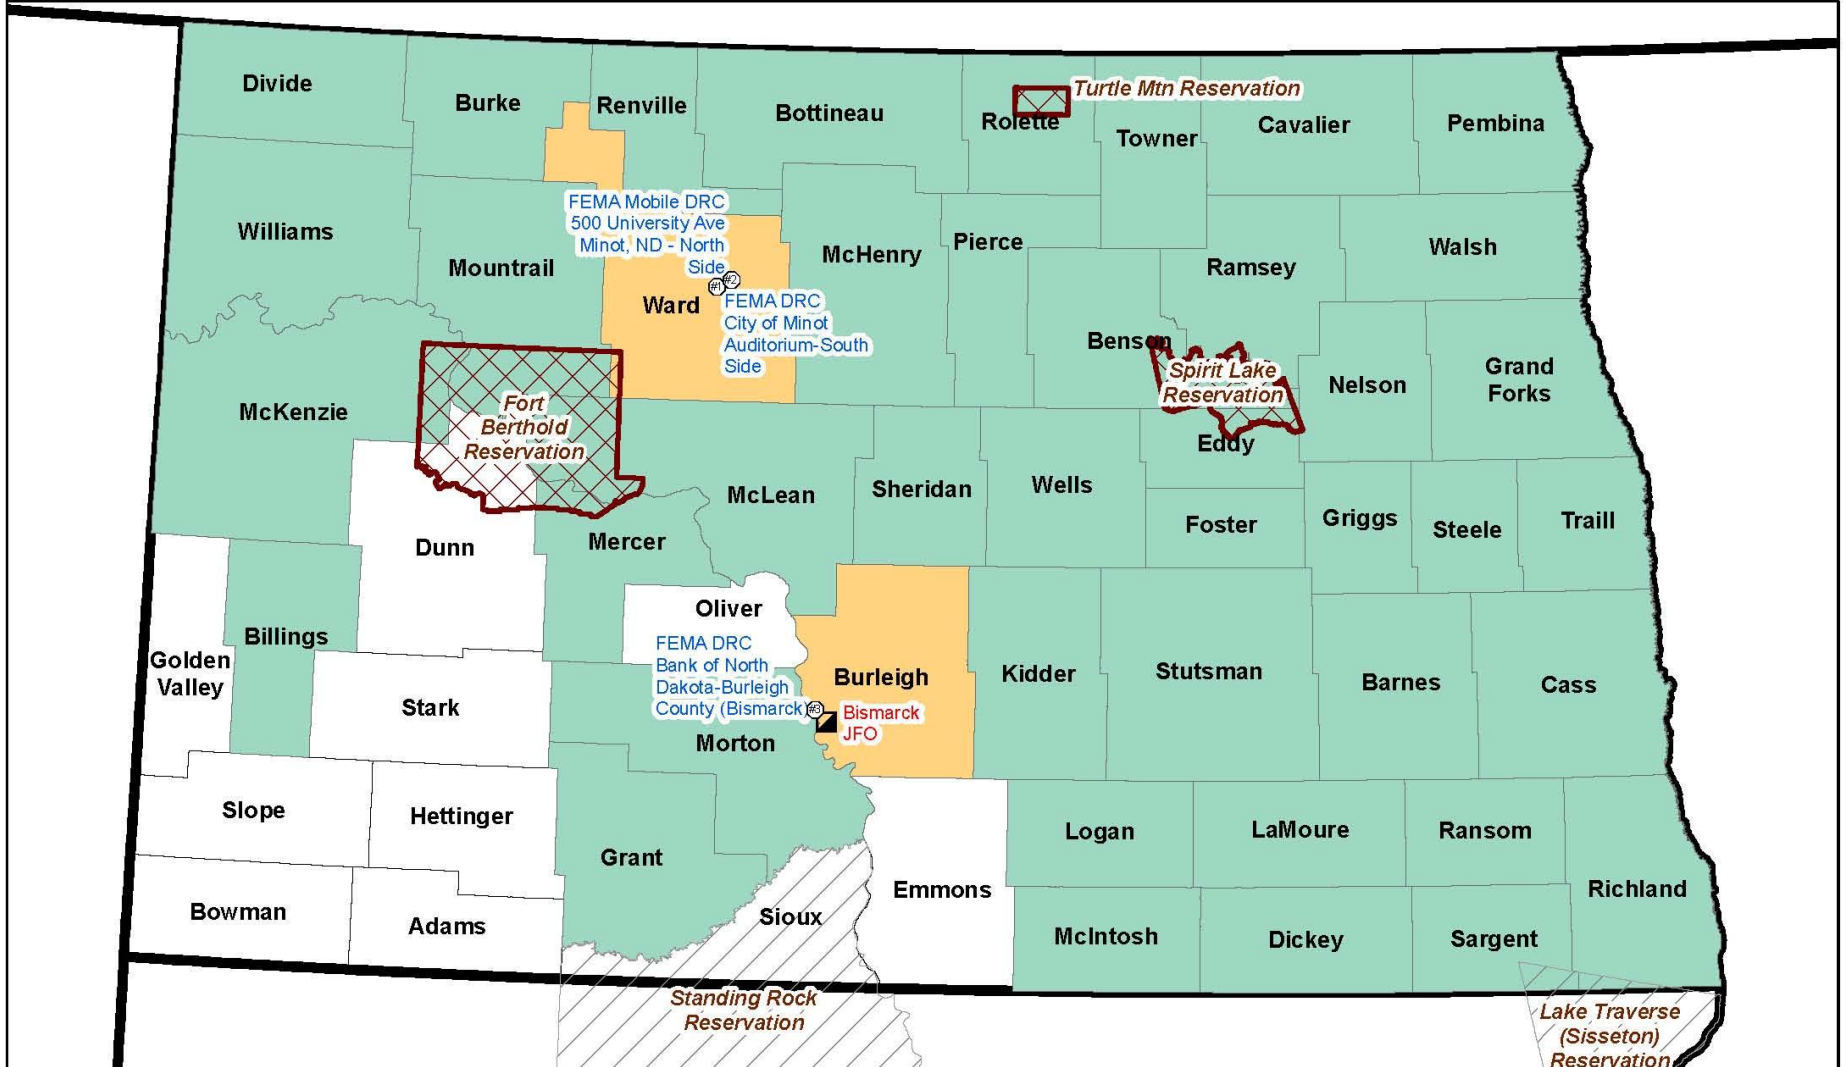 Divide
Burke
Renville
Bottineau
Rolette
Turtle Mtn Reservation
Towner
Cavalier
Pembina
Williams
Mountrail
FEMA Mobile DRC
500 University Ave
Minot, ND - North
Side
#1
#2
Ward
FEMA DRC
City of Minot
Auditorium-South
Side
McHenry
Pierce
Ramsey
Walsh
Benson
Spirit Lake
Reservation
Nelson
Grand
Forks
McKenzie
Fort
Berthold
Reservation
Eddy
McLean
Sheridan
Wells
Foster
Griggs
Steele
Traill
Dunn
Mercer
Oliver
Golden
Valley
Billings
Stark
FEMA DRC
Bank of North
Dakota-Burleigh
County (Bismarck)
#3
Bismarck
JFO
Burleigh
Morton
Kidder
Stutsman
Barnes
Cass
Slope
Hettinger
Grant
Logan
LaMoure
Ransom
Richland
Bowman
Adams
Sioux
Emmons
McIntosh
Dickey
Sargent
Standing Rock
Reservation
Lake Traverse
(Sisseton)
Reservation